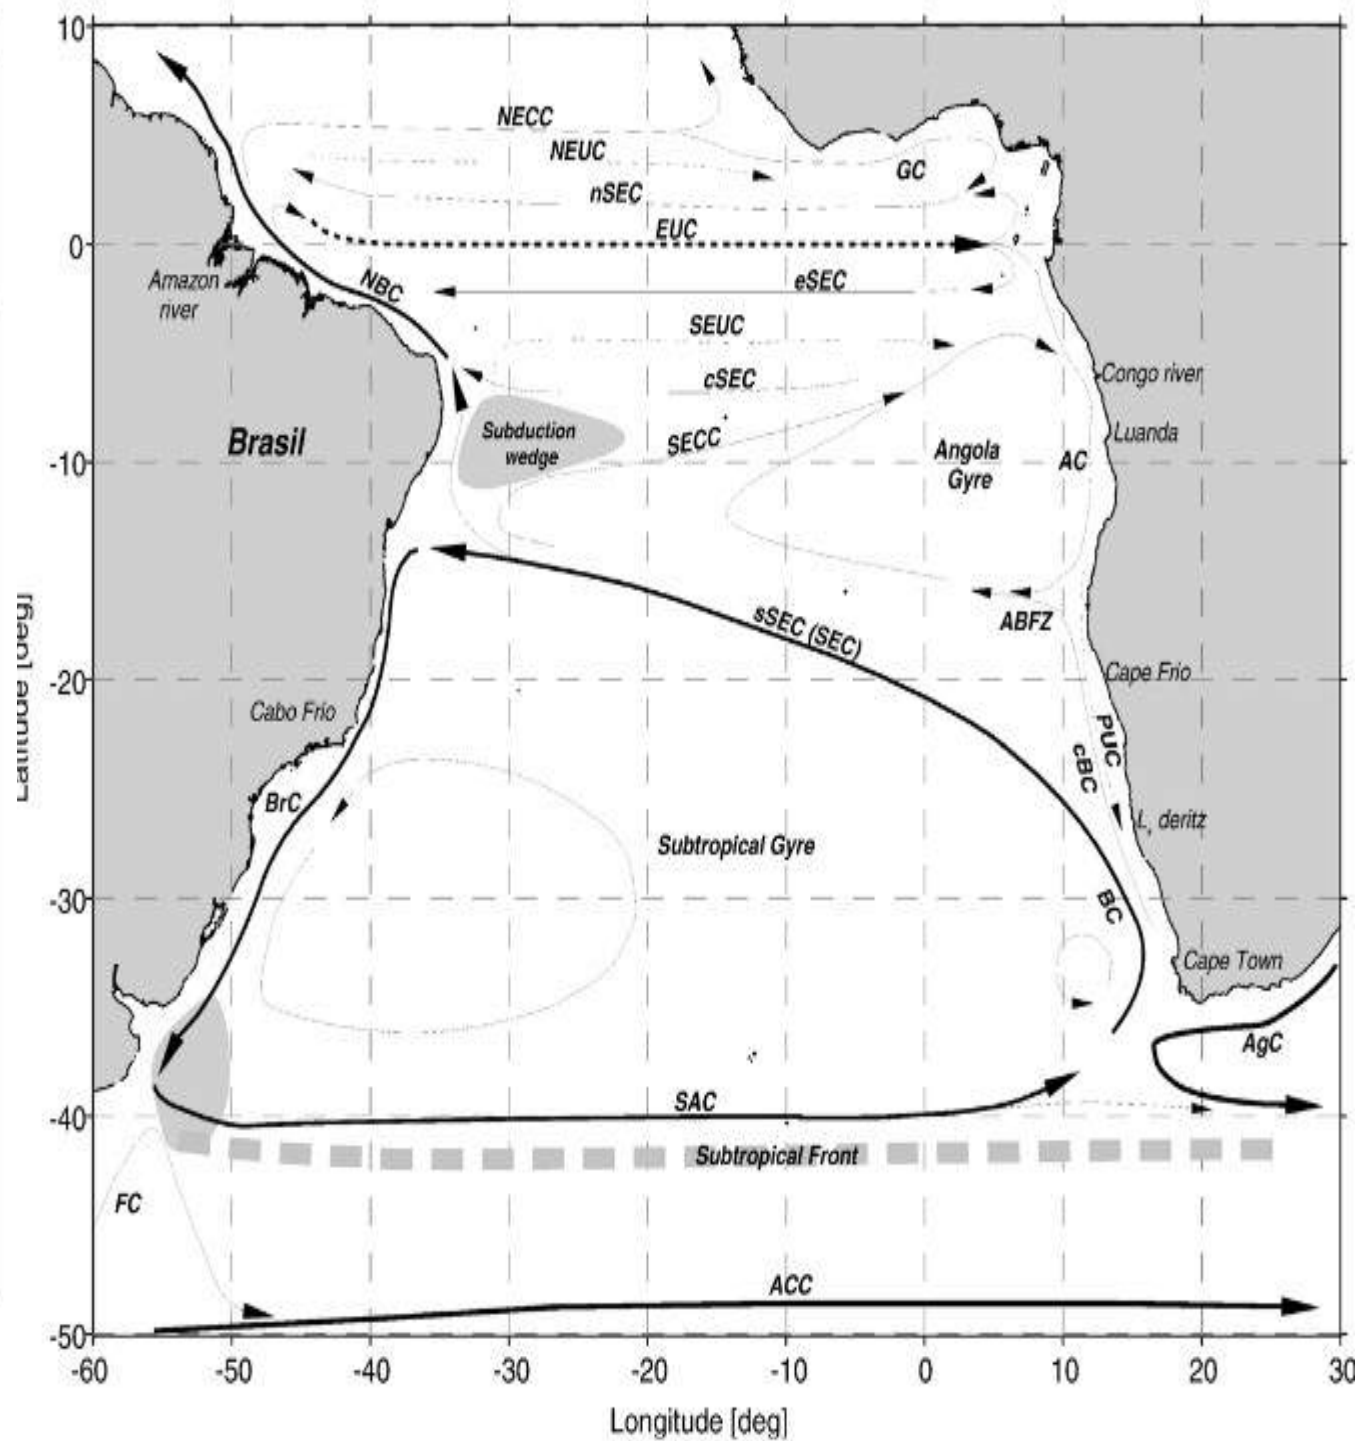 10
NECC
NEUC
GC
nSEC
EUC
0
Amazon
river
NBC
eSEC
SEUC
cSEC
Congo river
Brasil
Subduction
wedge
SECC
Luanda
Angola
Gyre
AC
-10
sSEC (SEC)
ABFZ
Latitude [deg]
Cape Frio
-20
Cabo Frio
PUC
cBC
BrC
L, deritz
Subtropical Gyre
-30
BC
Cape Town
AgC
SAC
-40
Subtropical Front
FC
ACC
-50
-60 -50 -40 -30 -20 -10 0 10 20 30
Longitude [deg]